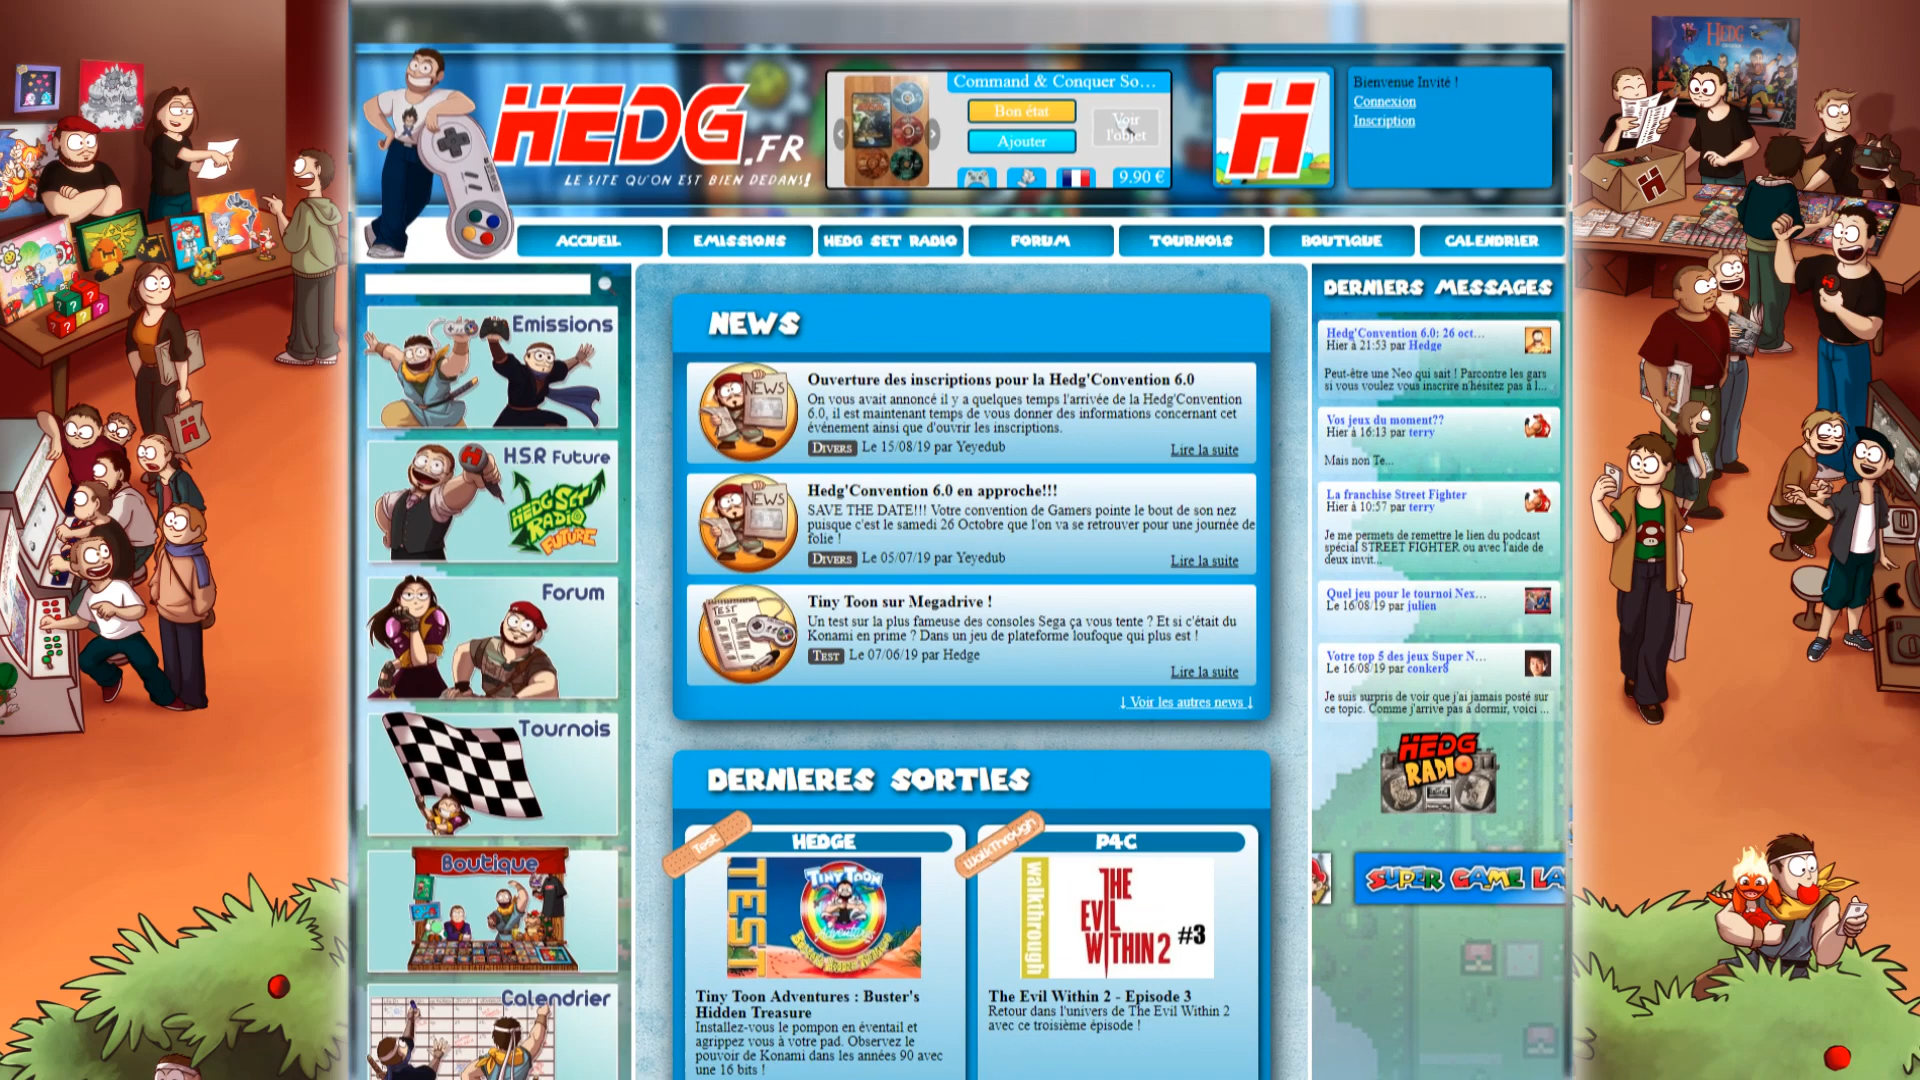 HEDG.FR
LE SITE QU'ON EST BIEN DEDANS!
Command & Conquer So...
Bon état
Ajouter
Voir
l'objet
9.90 €
H
Bienvenue Invité !
Connexion
Inscription
ACCUEIL
EMISSIONS
HEDG SET RADIO
FORUM
TOURNOIS
BOUTIQUE
CALENDRIER
Emissions
H.S.R Future
HEDG SET
RADIO
FUTURE
Forum
Tournois
Boutique
Calendrier
NEWS
NEWS
Ouverture des inscriptions pour la Hedg'Convention 6.0
On vous avait annoncé il y a quelques temps l'arrivée de la Hedg'Convention
6.0, il est maintenant temps de vous donner des informations concernant cet
événement ainsi que d'ouvrir les inscriptions.
DIVERS Le 15/08/19 par Yeyedub
Lire la suite
NEWS
Hedg'Convention 6.0 en approche!!!
SAVE THE DATE!!! Votre convention de Gamers pointe le bout de son nez
puisque c'est le samedi 26 Octobre que l'on va se retrouver pour une journée de
folie !
DIVERS Le 05/07/19 par Yeyedub
Lire la suite
TEST
Tiny Toon sur Megadrive !
Un test sur la plus fameuse des consoles Sega ça vous tente ? Et si c'était du
Konami en prime ? Dans un jeu de plateforme loufoque qui plus est !
TEST Le 07/06/19 par Hedge
Lire la suite
↓ Voir les autres news ↓
DERNIERES SORTIES
Test
HEDGE
TEST
TINY TOON
Adventures
Tiny Toon Adventures : Buster's
Hidden Treasure
Installez-vous le pompon en éventail et
agrippez vous à votre pad. Observez le
pouvoir de Konami dans les années 90 avec
une 16 bits !
Walkthrough
P4C
walkthrough
THE
EVIL
WITHIN 2 #3
The Evil Within 2 - Episode 3
Retour dans l'univers de The Evil Within 2
avec ce troisième épisode !
DERNIERS MESSAGES
Hedg'Convention 6.0: 26 oct...
Hier à 21:53 par Hedge
Peut-être une Neo qui sait ! Parcontre les gars
si vous voulez vous inscrire n'hésitez pas à l...
Vos jeux du moment??
Hier à 16:13 par terry
Mais non Te...
La franchise Street Fighter
Hier à 10:57 par terry
Je me permets de remettre le lien du podcast
spécial STREET FIGHTER ou avec l'aide de
deux invit...
Quel jeu pour le tournoi Nex...
Le 16/08/19 par julien
Votre top 5 des jeux Super N...
Le 16/08/19 par conker8
Je suis surpris de voir que j'ai jamais posté sur
ce topic. Comme j'arrive pas à dormir, voici ...
HEDG
RADIO
SUPER GAME LA
HEDG